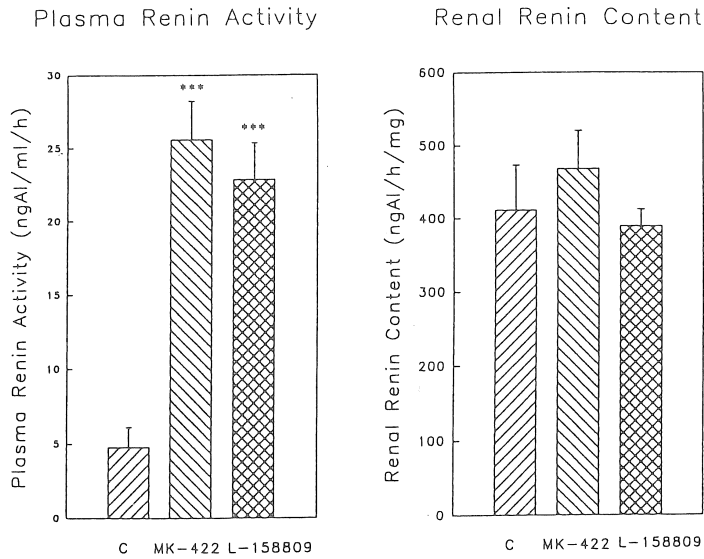 Plasma Renin Activity
Plasma Renin Activity (ngAI/ml/h)
30
25
20
15
10
5
0
***
***
C MK-422 L-158809
Renal Renin Content
Renal Renin Content (ngAI/h/mg)
600
500
400
300
200
100
0
C MK-422 L-158809